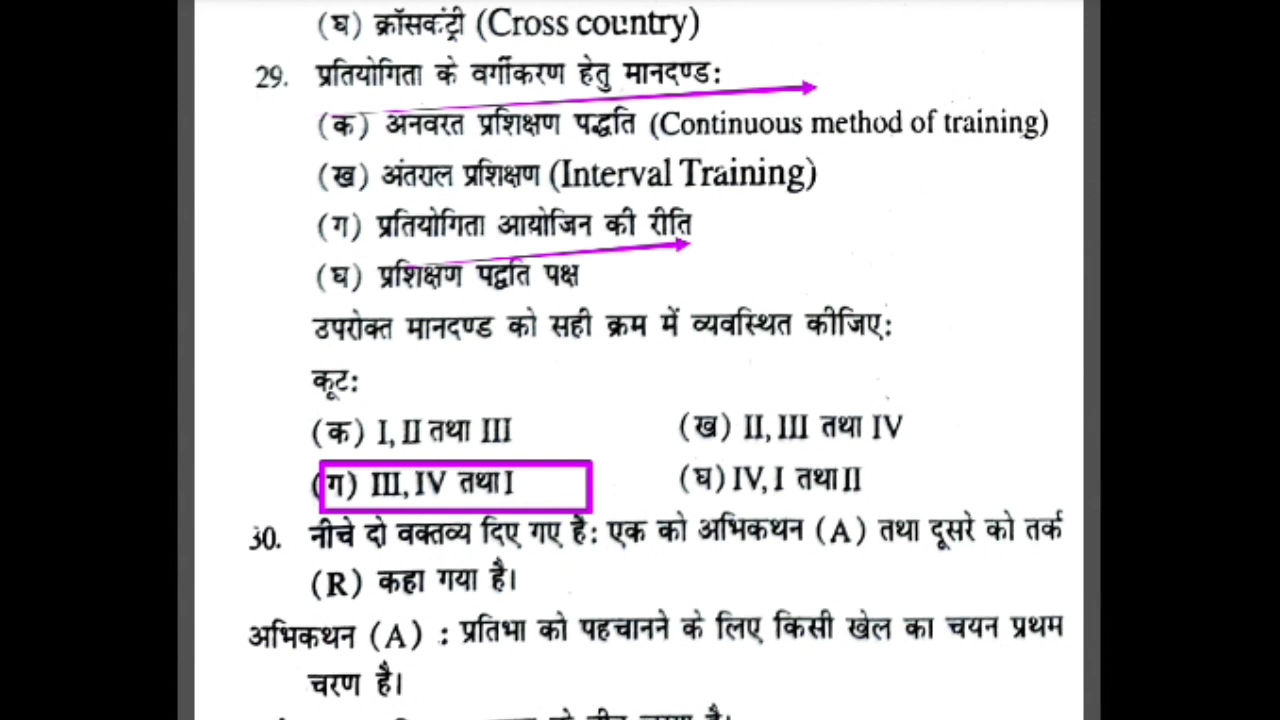 (घ) क्रॉसकंट्री (Cross country)
29. प्रतियोगिता के वर्गीकरण हेतु मानदण्ड:
(क) अनवरत प्रशिक्षण पद्धति (Continuous method of training)
(ख) अंतराल प्रशिक्षण (Interval Training)
(ग) प्रतियोगिता आयोजिन की रीति
(घ) प्रशिक्षण पद्वति पक्ष
उपरोक्त मानदण्ड को सही क्रम में व्यवस्थित कीजिए:
कूट:
(क) I, II तथा III (ख) II, III तथा IV
(ग) III, IV तथा I (घ) IV, I तथा II
30. नीचे दो वक्तव्य दिए गए हैं: एक को अभिकथन (A) तथा दूसरे को तर्क
(R) कहा गया है।
अभिकथन (A) : प्रतिभा को पहचानने के लिए किसी खेल का चयन प्रथम
चरण है।